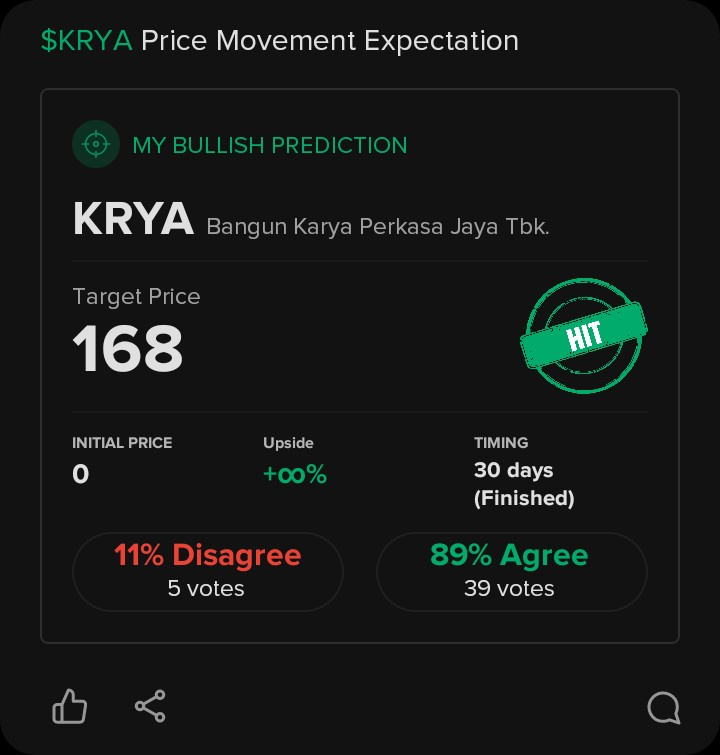 $KRYA Price Movement Expectation
MY BULLISH PREDICTION
KRYA Bangun Karya Perkasa Jaya Tbk.
Target Price
168
HIT
INITIAL PRICE
0
Upside
+∞%
TIMING
30 days
(Finished)
11% Disagree
5 votes
89% Agree
39 votes